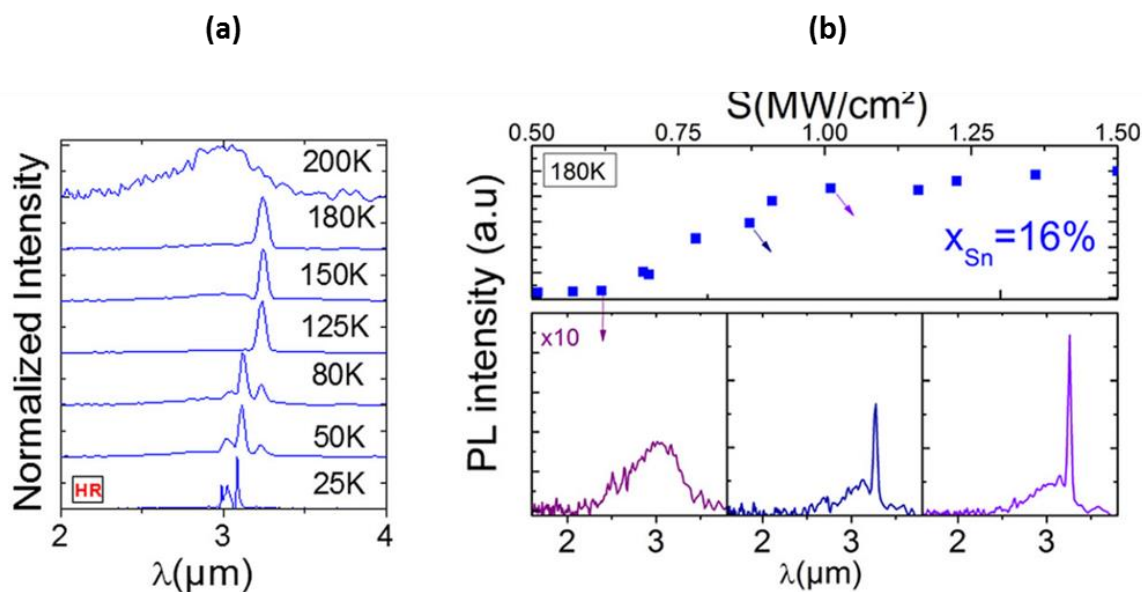 (a)
(b)
Normalized Intensity
200K
180K
150K
125K
80K
50K
25K
HR
2 3 4
λ(μm)
S(MW/cm²)
0.50 0.75 1.00 1.25 1.50
180K
xSn=16%
PL intensity (a.u)
x10
2 3 2 3 2 3
λ(μm)